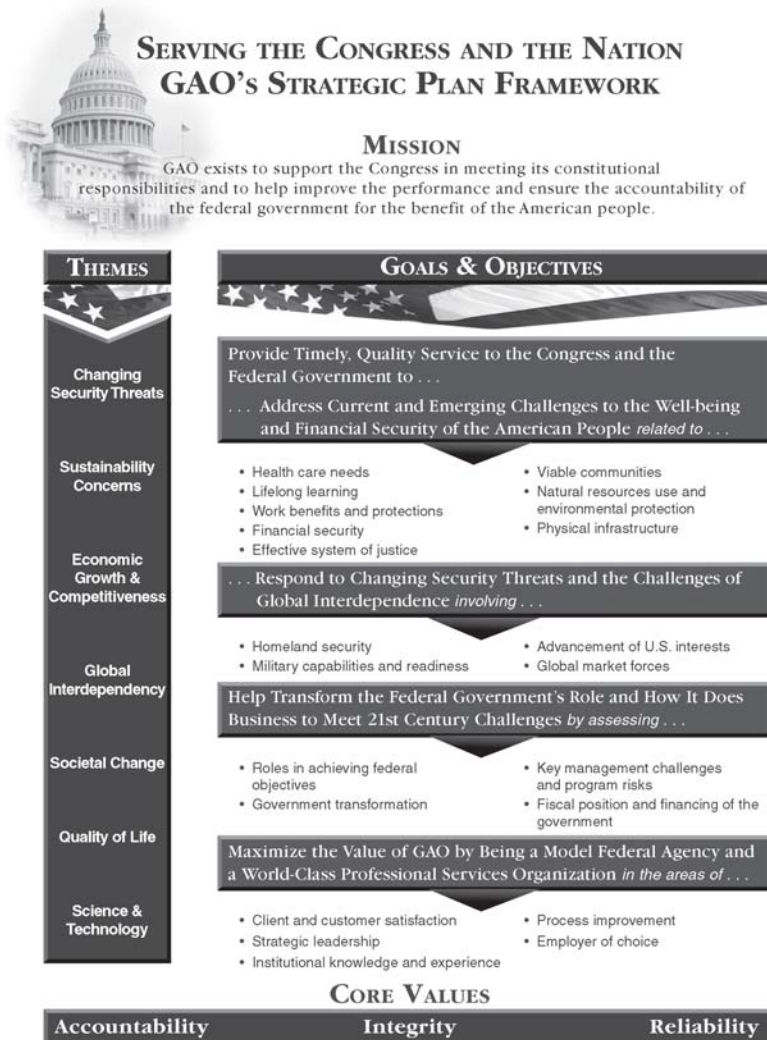 SERVING THE CONGRESS AND THE NATION
GAO'S STRATEGIC PLAN FRAMEWORK
MISSION
GAO exists to support the Congress in meeting its constitutional
responsibilities and to help improve the performance and ensure the accountability of
the federal government for the benefit of the American people.
THEMES
Changing
Security Threats
Sustainability
Concerns
Economic
Growth &
Competitiveness
Global
Interdependency
Societal Change
Quality of Life
Science &
Technology
GOALS & OBJECTIVES
Provide Timely, Quality Service to the Congress and the
Federal Government to . . .
. . . Address Current and Emerging Challenges to the Well-being
and Financial Security of the American People related to . . .
• Health care needs
• Lifelong learning
• Work benefits and protections
• Financial security
• Effective system of justice
• Viable communities
• Natural resources use and
environmental protection
• Physical infrastructure
. . . Respond to Changing Security Threats and the Challenges of
Global Interdependence involving . . .
• Homeland security
• Military capabilities and readiness
• Advancement of U.S. interests
• Global market forces
Help Transform the Federal Government's Role and How It Does
Business to Meet 21st Century Challenges by assessing . . .
• Roles in achieving federal
objectives
• Government transformation
• Key management challenges
and program risks
• Fiscal position and financing of the
government
Maximize the Value of GAO by Being a Model Federal Agency and
a World-Class Professional Services Organization in the areas of . . .
• Client and customer satisfaction
• Strategic leadership
• Institutional knowledge and experience
• Process improvement
• Employer of choice
CORE VALUES
Accountability Integrity Reliability